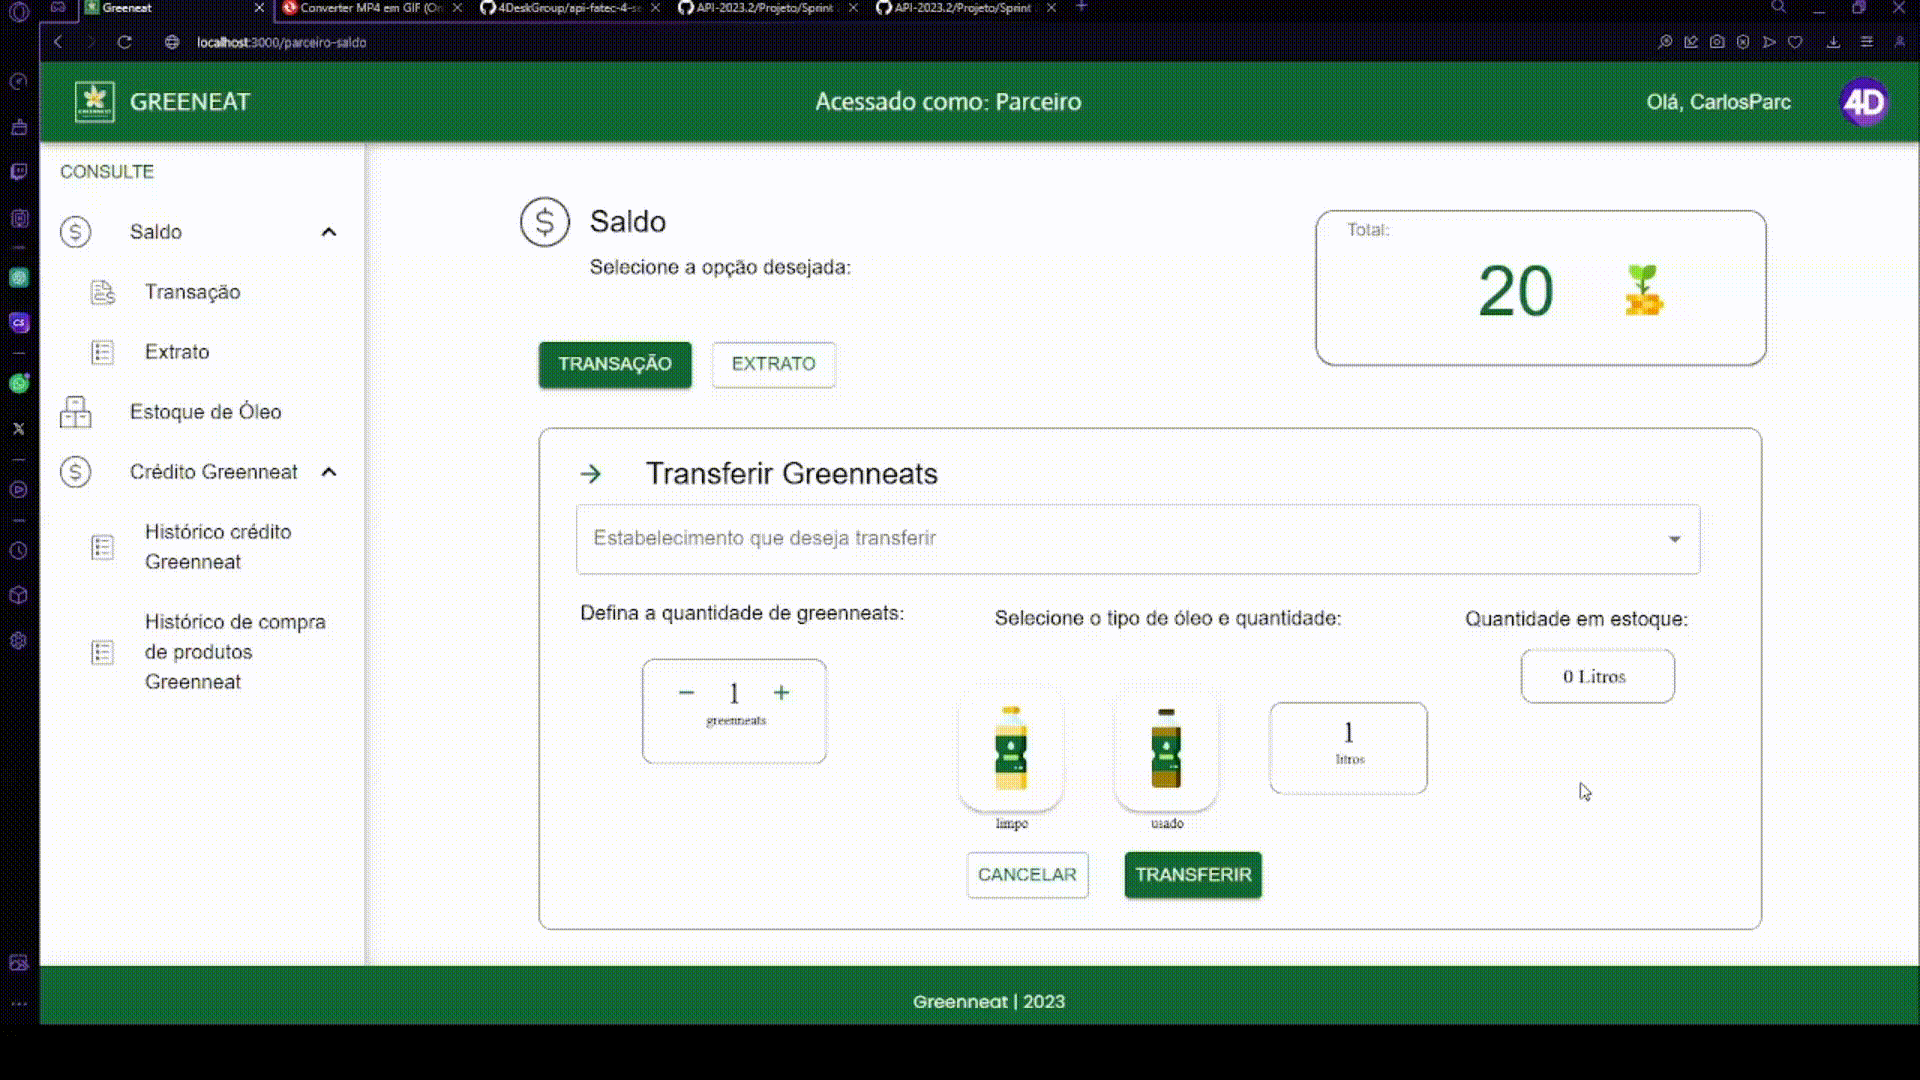 Greeneat
Converter MP4 em GIF (On
4DeskGroup/api-fatec-4-se
API-2023.2/Projeto/Sprint
API-2023.2/Projeto/Sprint
localhost:3000/parceiro-saldo
GREENEAT
Acessado como: Parceiro
Olá, CarlosParc
4D
CONSULTE
Saldo
Transação
Extrato
Estoque de Óleo
Crédito Greenneat
Histórico crédito
Greenneat
Histórico de compra
de produtos
Greenneat
Saldo
Selecione a opção desejada:
Total:
20
TRANSAÇÃO
EXTRATO
Transferir Greenneats
Estabelecimento que deseja transferir
Defina a quantidade de greenneats:
1
greenneats
Selecione o tipo de óleo e quantidade:
limpo
usado
1
litros
Quantidade em estoque:
0 Litros
CANCELAR
TRANSFERIR
Greenneat | 2023